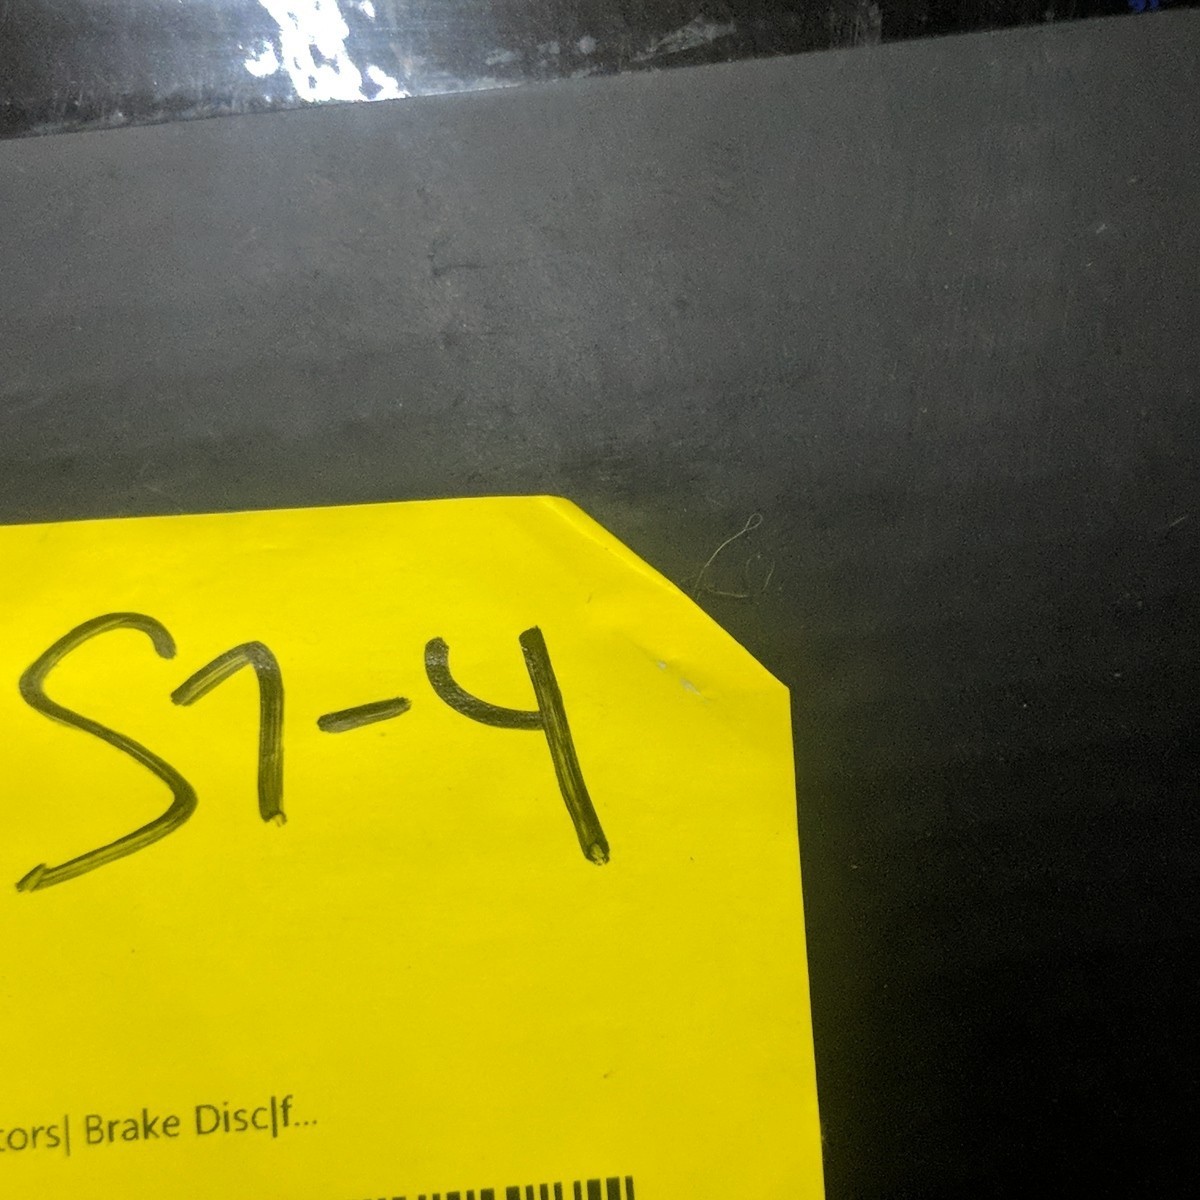 S1-4
tors| Brake Disc|f...